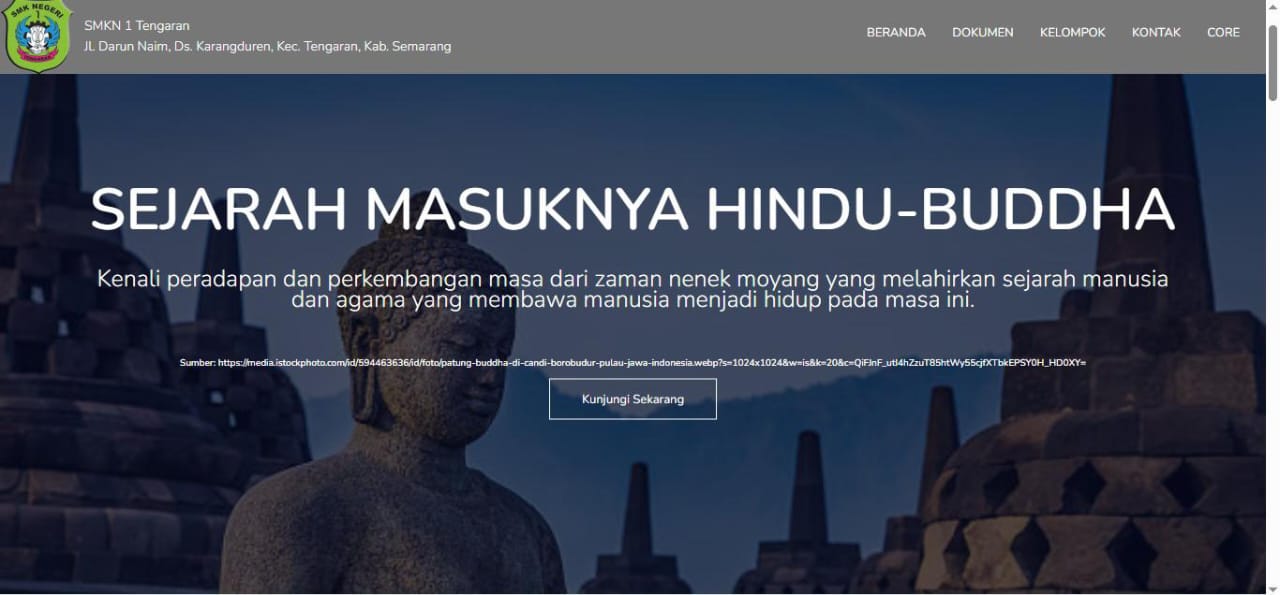 SMK NEGERI
1
TENGARAN
SMKN 1 Tengaran
Jl. Darun Naim, Ds. Karangduren, Kec. Tengaran, Kab. Semarang
BERANDA DOKUMEN KELOMPOK KONTAK CORE
SEJARAH MASUKNYA HINDU-BUDDHA
Kenali peradapan dan perkembangan masa dari zaman nenek moyang yang melahirkan sejarah manusia
dan agama yang membawa manusia menjadi hidup pada masa ini.
Sumber: https://media.istockphoto.com/id/594463636/id/foto/patung-buddha-di-candi-borobudur-pulau-jawa-indonesia.webp?s=1024x1024&w=is&k=20&c=QiFJnF_utI4hZzuT85htWy55cjfXTbkEPSY0H_HD0XY=
Kunjungi Sekarang